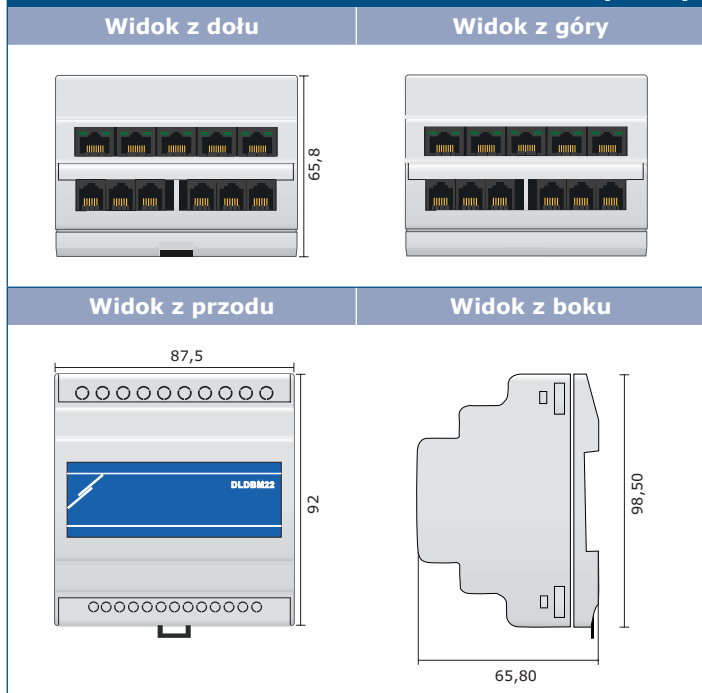 Widok z dołu
Widok z góry
65,8
Widok z przodu
Widok z boku
87,5
DLDBM22
92
98,50
65,80